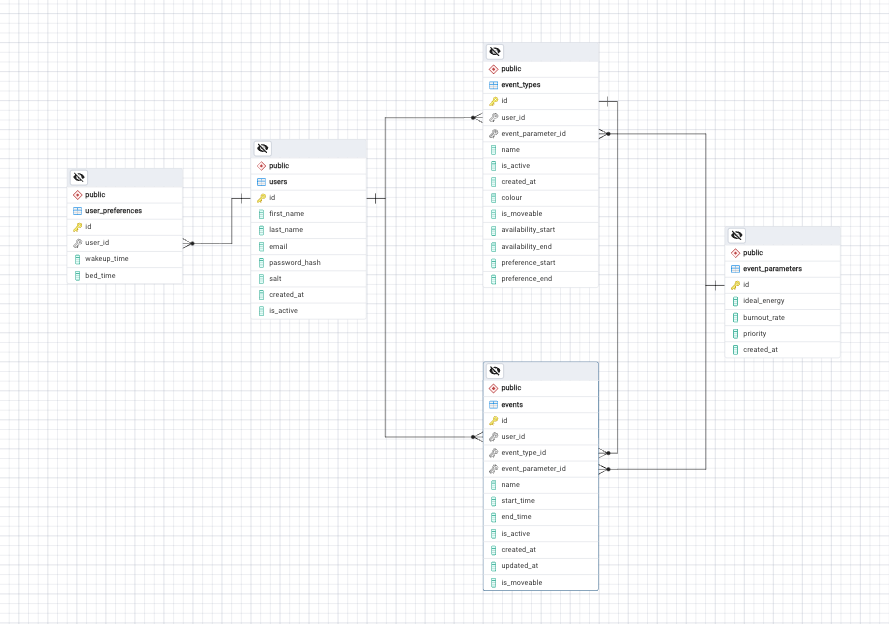 public
user_preferences
id
user_id
wakeup_time
bed_time
public
users
id
first_name
last_name
email
password_hash
salt
created_at
is_active
public
event_types
id
user_id
event_parameter_id
name
is_active
created_at
colour
is_moveable
availability_start
availability_end
preference_start
preference_end
public
events
id
user_id
event_type_id
event_parameter_id
name
start_time
end_time
is_active
created_at
updated_at
is_moveable
public
event_parameters
id
ideal_energy
burnout_rate
priority
created_at